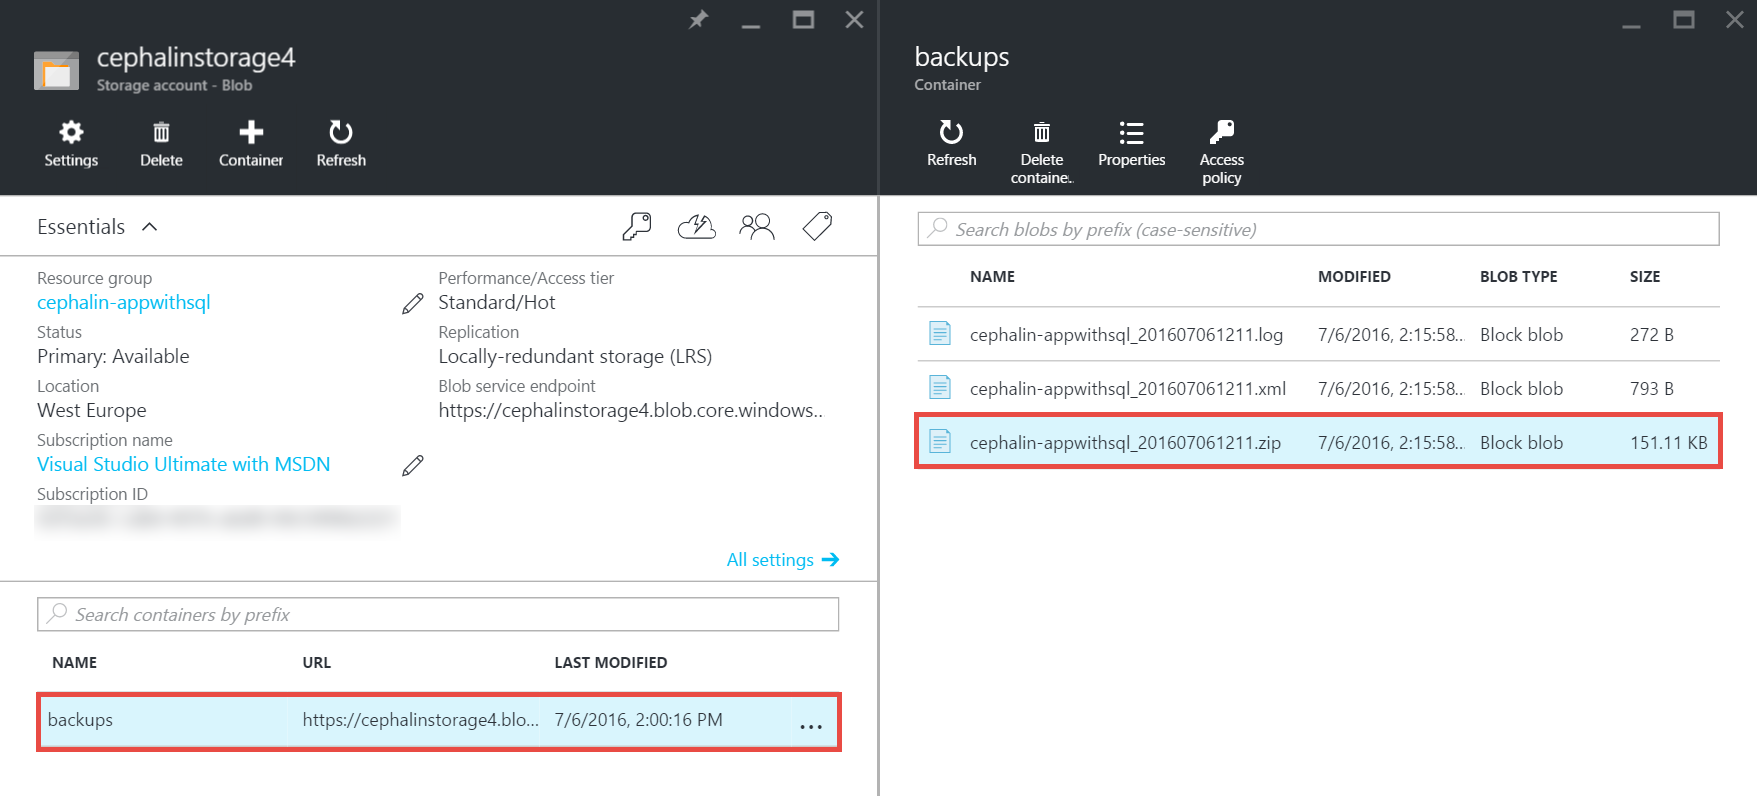 cephalinstorage4
Storage account - Blob
Settings
Delete
Container
Refresh
Essentials
Resource group
cephalin-appwithsql
Status
Primary: Available
Location
West Europe
Subscription name
Visual Studio Ultimate with MSDN
Subscription ID
Performance/Access tier
Standard/Hot
Replication
Locally-redundant storage (LRS)
Blob service endpoint
https://cephalinstorage4.blob.core.windows...
All settings
Search containers by prefix
NAME URL LAST MODIFIED
backups https://cephalinstorage4.blo... 7/6/2016, 2:00:16 PM ...
backups
Container
Refresh
Delete
containe...
Properties
Access
policy
Search blobs by prefix (case-sensitive)
NAME MODIFIED BLOB TYPE SIZE
cephalin-appwithsql_201607061211.log 7/6/2016, 2:15:58... Block blob 272 B
cephalin-appwithsql_201607061211.xml 7/6/2016, 2:15:58... Block blob 793 B
cephalin-appwithsql_201607061211.zip 7/6/2016, 2:15:58... Block blob 151.11 KB